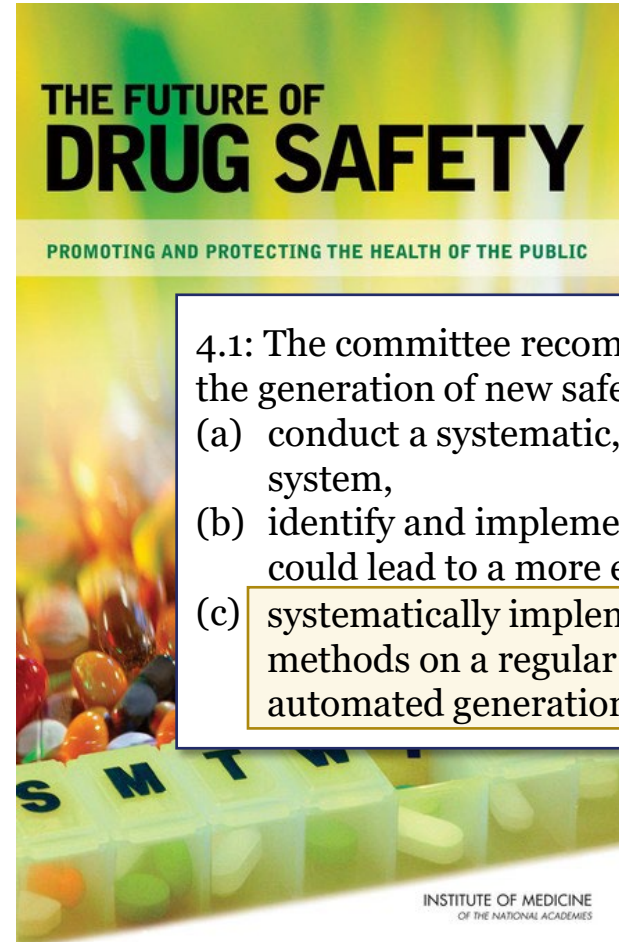 THE FUTURE OF
DRUG SAFETY
PROMOTING AND PROTECTING THE HEALTH OF THE PUBLIC
4.1: The committee recom
the generation of new safe
(a) conduct a systematic,
system,
(b) identify and impleme
could lead to a more e
(c) systematically implem
methods on a regular
automated generation
S M T W
INSTITUTE OF MEDICINE
OF THE NATIONAL ACADEMIES